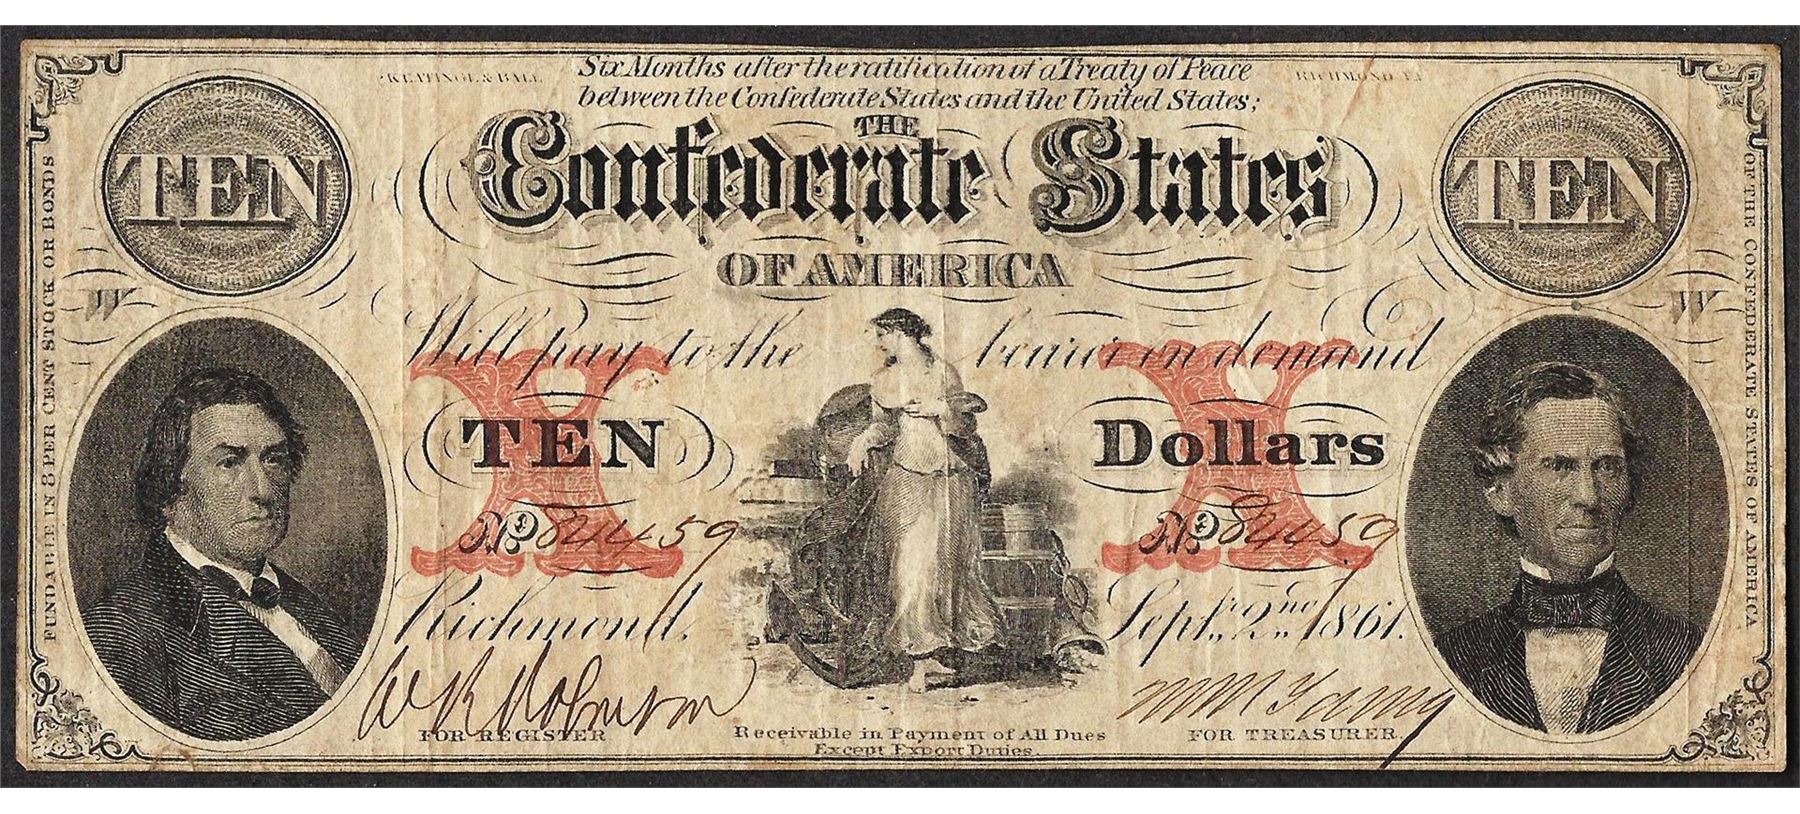 KEATINGE & BALL
Six Months after the ratification of a Treaty of Peace
RICHMOND VA
between the Confederate States and the United States;
TEN
THE
Confederate States
TEN
OF AMERICA
W
W
Will pay to the bearer on demand
X
X
TEN
Dollars
No. 84459
No. 84459
Richmond, Sept. 2nd 1861.
FUNDABLE IN 8 PER CENT STOCK OR BONDS
OF THE CONFEDERATE STATES OF AMERICA
FOR REGISTER
Receivable in Payment of All Dues
FOR TREASURER.
Except Export Duties.